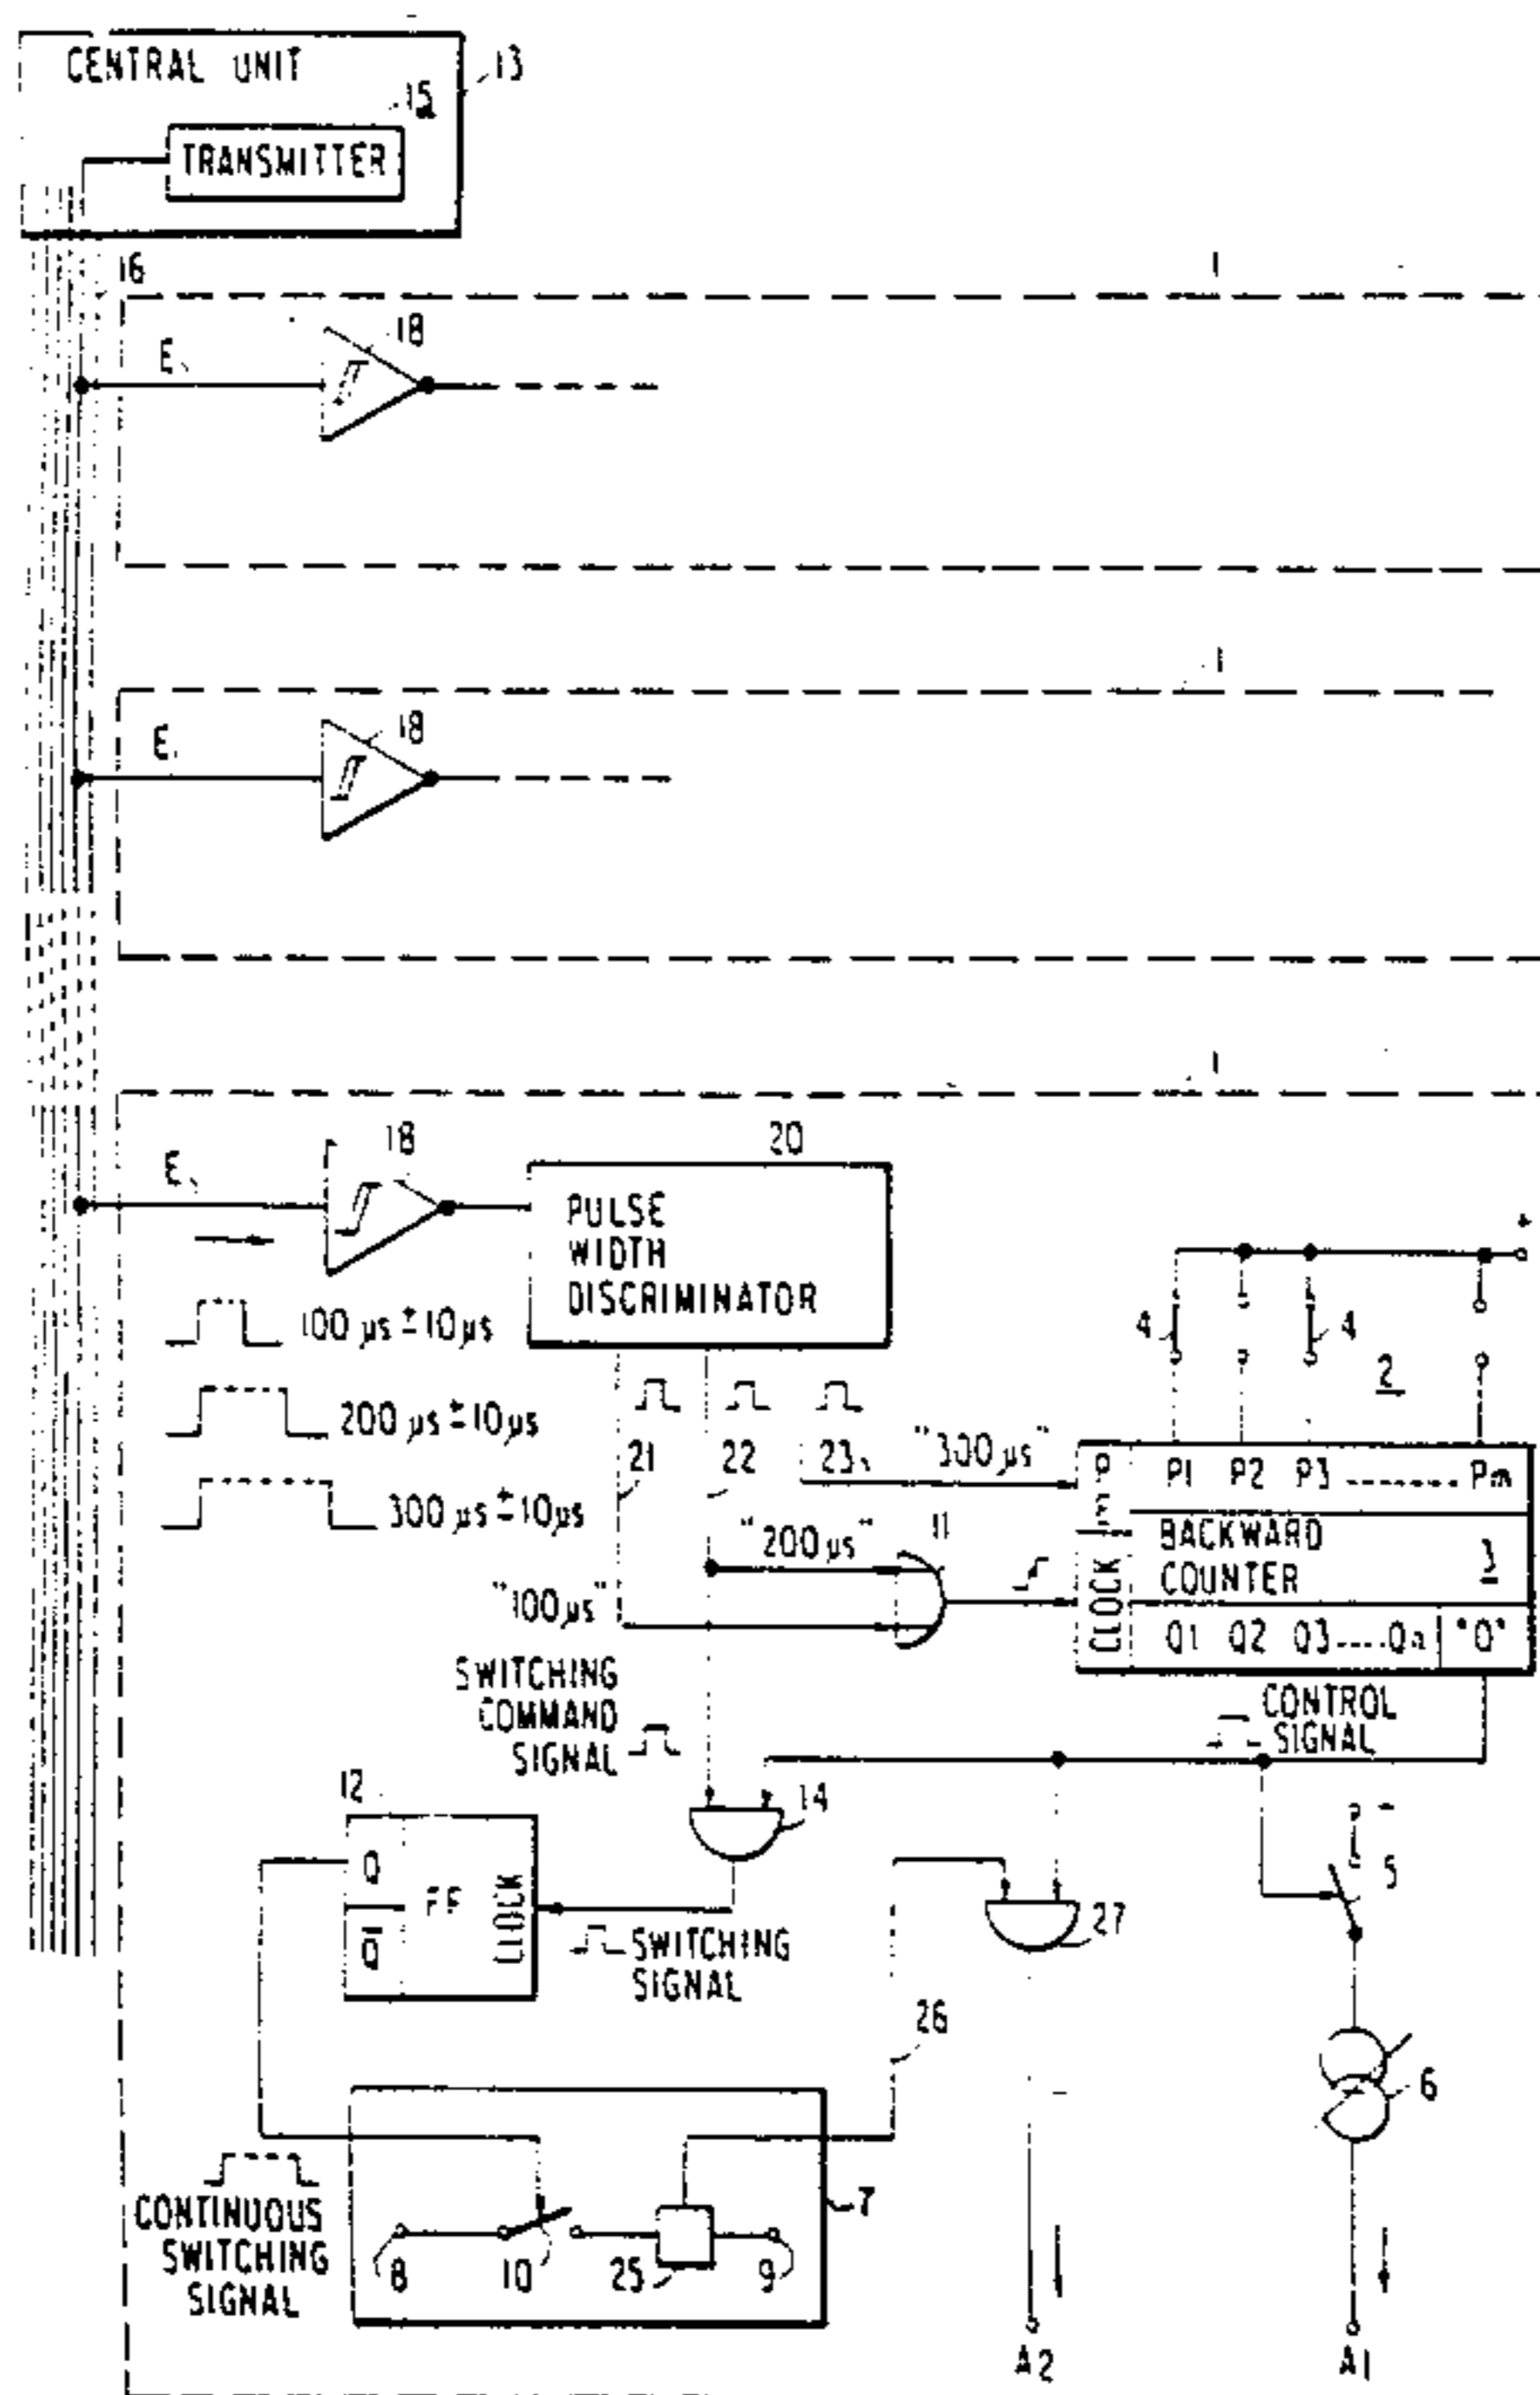 CENTRAL UNIT
13
15
TRANSMITTER
16
1
E
18
1
E
18
1
E
18
20
PULSE
WIDTH
DISCRIMINATOR
+
100 µs ± 10 µs
4
4
2
200 µs ± 10 µs
21
22
23
"300 µs"
P
E
P1 P2 P3 -------- Pm
300 µs ± 10 µs
"200 µs"
11
BACKWARD
COUNTER
3
CLOCK
"100 µs"
Q1 Q2 Q3 ---- Qn "0"
SWITCHING
COMMAND
SIGNAL
CONTROL
SIGNAL
12
14
Q
Q̅
FF
CLOCK
5
27
SWITCHING
SIGNAL
26
6
7
CONTINUOUS
SWITCHING
SIGNAL
8
10
25
9
A2
A1